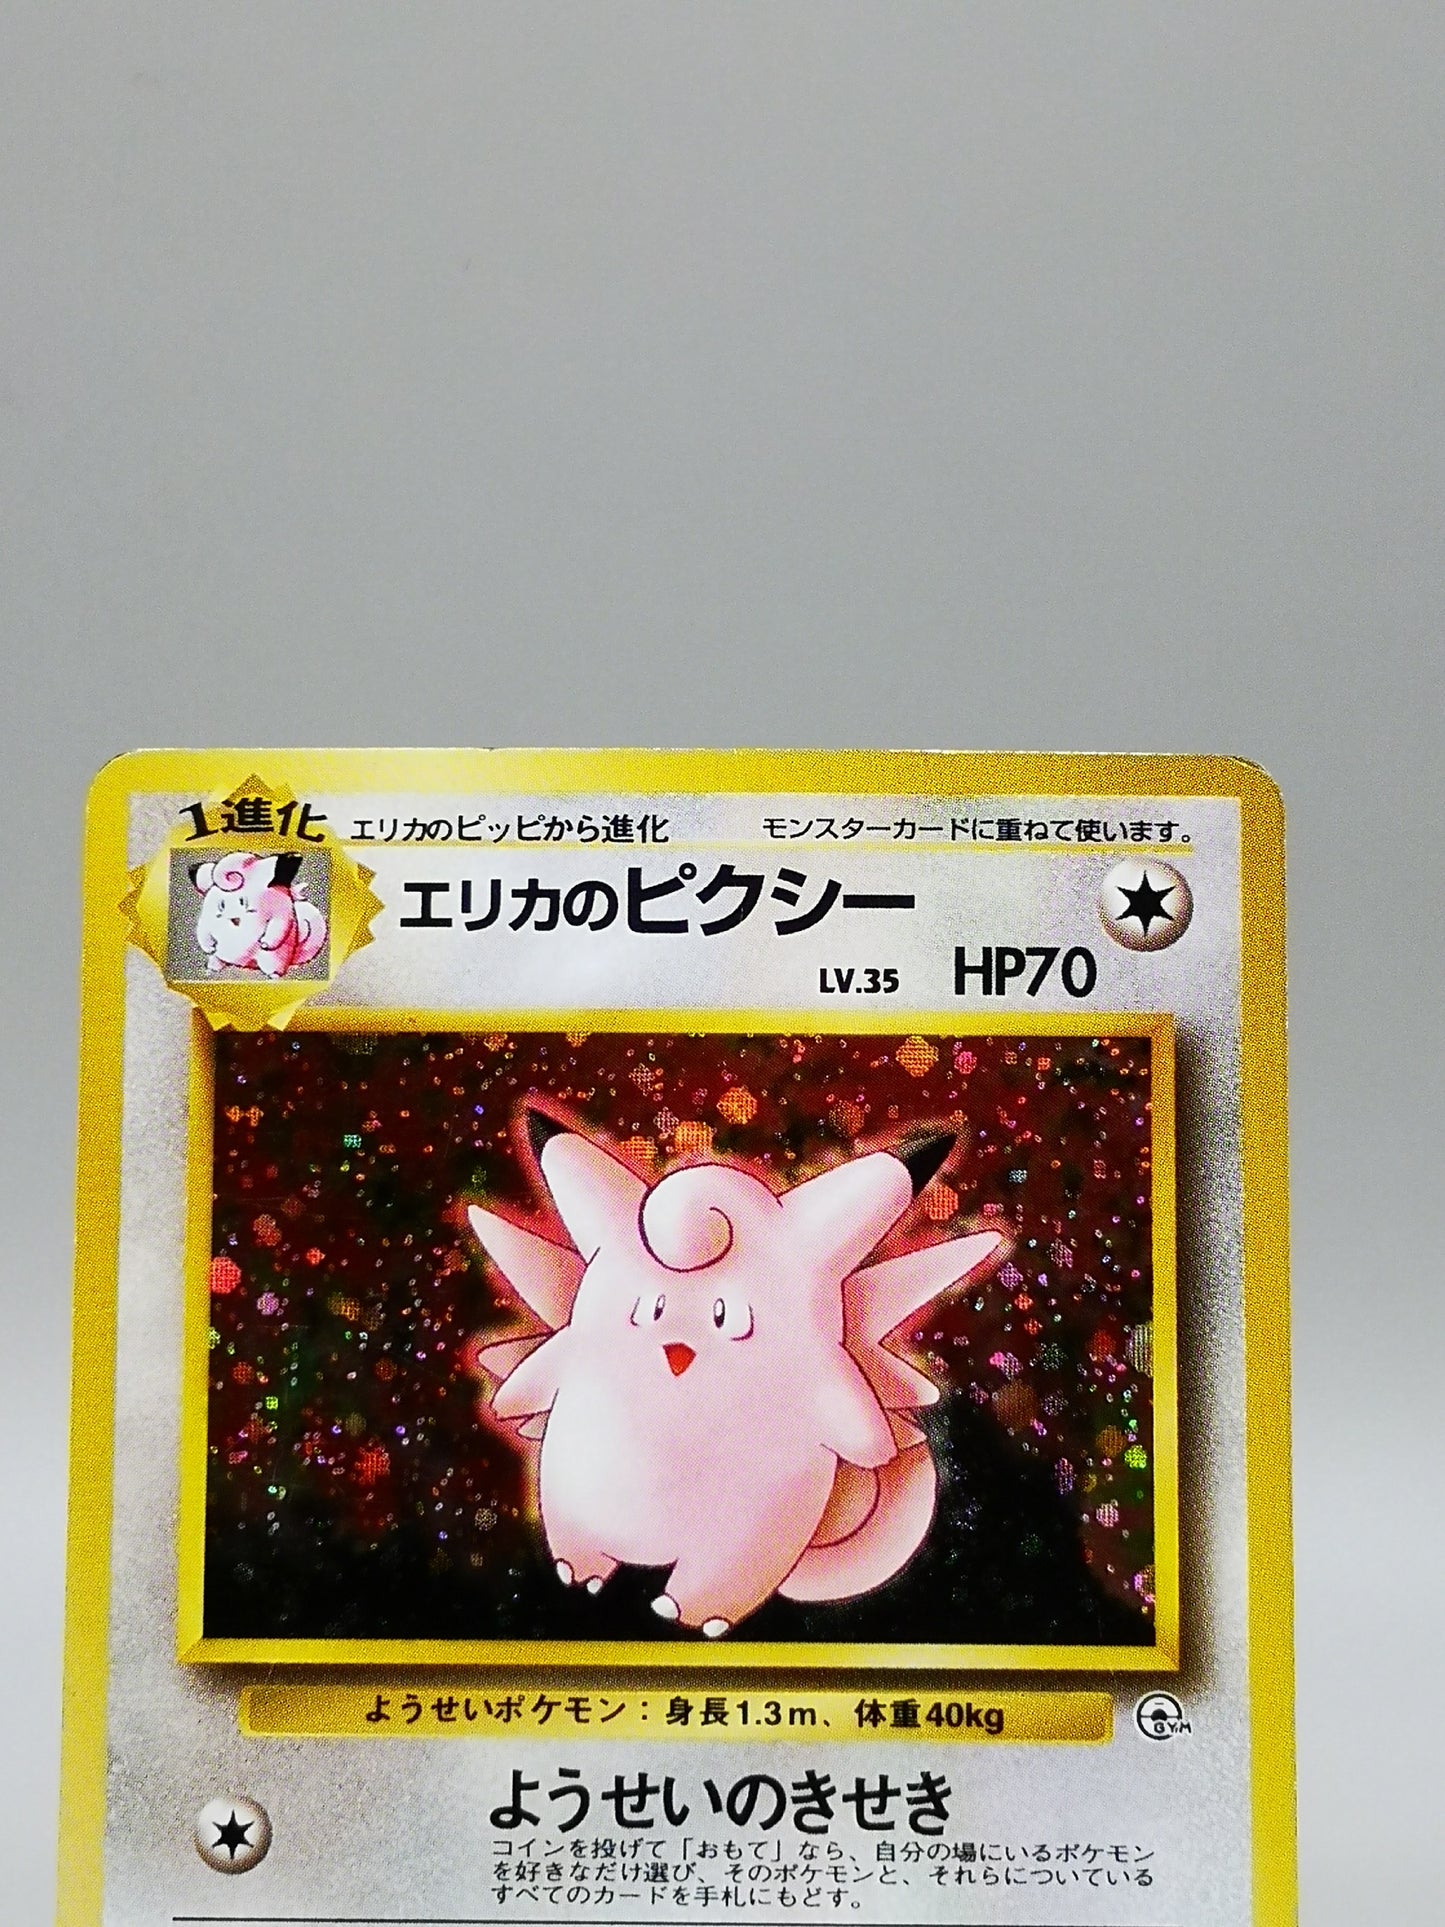 1進化 エリカのピッピから進化 モンスターカードに重ねて使います。
エリカのピクシー
LV.35 HP70
ようせいポケモン：身長1.3m、体重40kg
GYM
ようせいのきせき
コインを投げて「おもて」なら、自分の場にいるポケモン
を好きなだけ選び、そのポケモンと、それらについている
すべてのカードを手札にもどす。